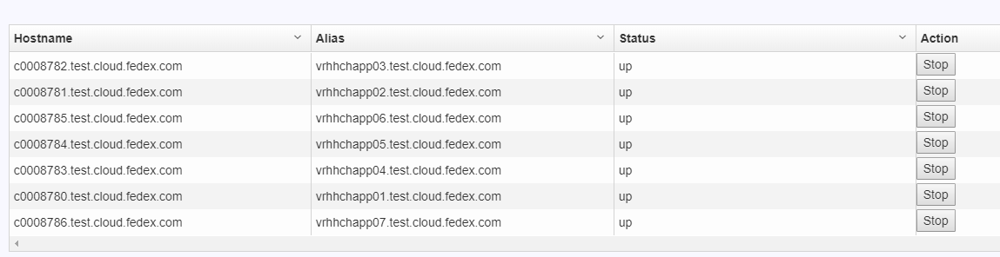 Hostname Alias Status Action
c0008782.test.cloud.fedex.com vrhhchapp03.test.cloud.fedex.com up Stop
c0008781.test.cloud.fedex.com vrhhchapp02.test.cloud.fedex.com up Stop
c0008785.test.cloud.fedex.com vrhhchapp06.test.cloud.fedex.com up Stop
c0008784.test.cloud.fedex.com vrhhchapp05.test.cloud.fedex.com up Stop
c0008783.test.cloud.fedex.com vrhhchapp04.test.cloud.fedex.com up Stop
c0008780.test.cloud.fedex.com vrhhchapp01.test.cloud.fedex.com up Stop
c0008786.test.cloud.fedex.com vrhhchapp07.test.cloud.fedex.com up Stop